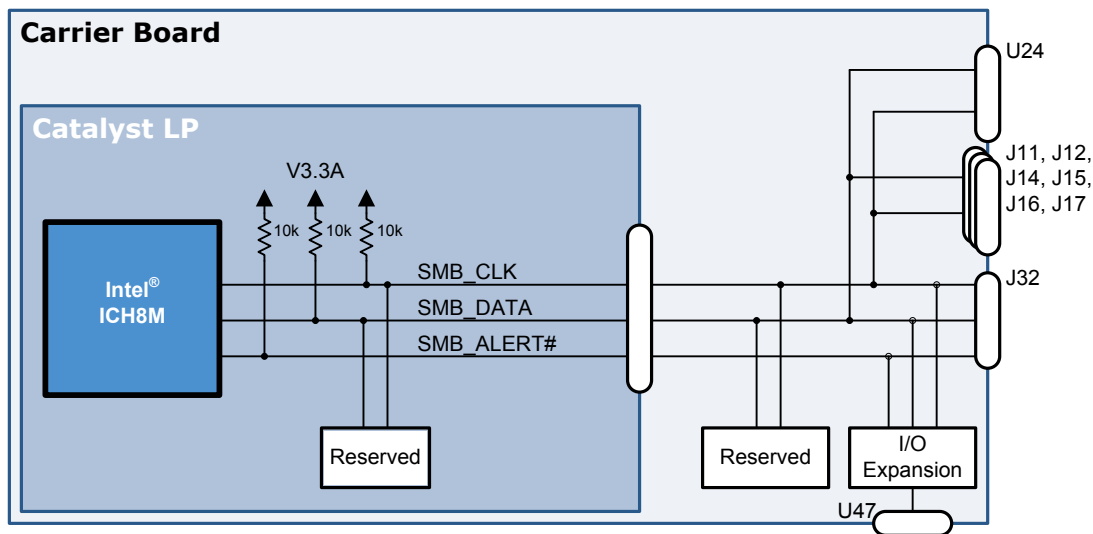 Carrier Board
U24
Catalyst LP
J11, J12,
J14, J15,
J16, J17
V3.3A
10k
10k
10k
Intel®
ICH8M
SMB_CLK
SMB_DATA
SMB_ALERT#
J32
Reserved
Reserved
I/O
Expansion
U47